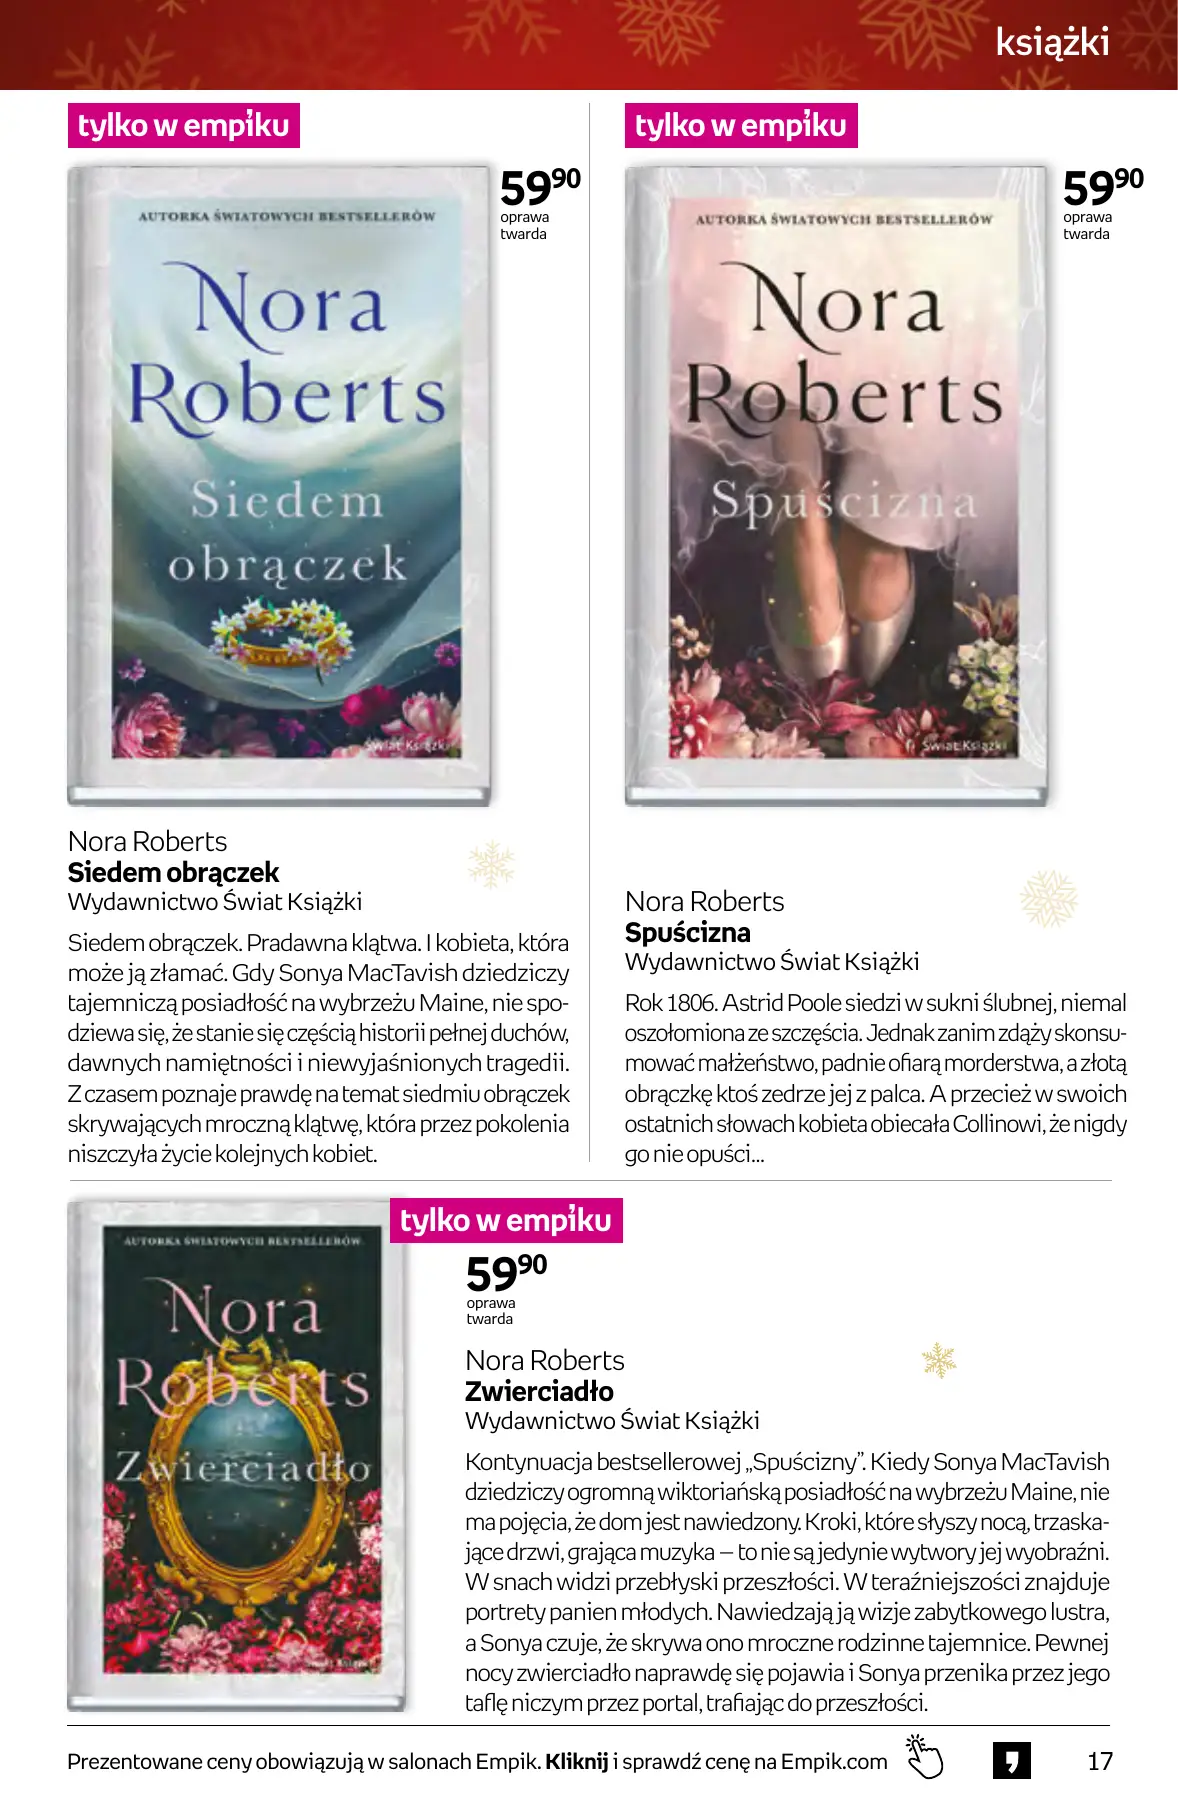 książki
tylko w empiku
59 90
oprawa
twarda
AUTORKA ŚWIATOWYCH BESTSELLERÓW
Nora
Roberts
Siedem
obrączek
Świat Książki
Nora Roberts
Siedem obrączek
Wydawnictwo Świat Książki
Siedem obrączek. Pradawna klątwa. I kobieta, która
może ją złamać. Gdy Sonya MacTavish dziedziczy
tajemniczą posiadłość na wybrzeżu Maine, nie spo-
dziewa się, że stanie się częścią historii pełnej duchów,
dawnych namiętności i niewyjaśnionych tragedii.
Z czasem poznaje prawdę na temat siedmiu obrączek
skrywających mroczną klątwę, która przez pokolenia
niszczyła życie kolejnych kobiet.
tylko w empiku
59 90
oprawa
twarda
AUTORKA ŚWIATOWYCH BESTSELLERÓW
Nora
Roberts
Spuścizna
Świat Książki
Nora Roberts
Spuścizna
Wydawnictwo Świat Książki
Rok 1806. Astrid Poole siedzi w sukni ślubnej, niemal
oszołomiona ze szczęścia. Jednak zanim zdąży skonsu-
mować małżeństwo, padnie ofiarą morderstwa, a złotą
obrączkę ktoś zedrze jej z palca. A przecież w swoich
ostatnich słowach kobieta obiecała Collinowi, że nigdy
go nie opuści...
AUTORKA ŚWIATOWYCH BESTSELLERÓW
Nora
Roberts
Zwierciadło
tylko w empiku
59 90
oprawa
twarda
Nora Roberts
Zwierciadło
Wydawnictwo Świat Książki
Kontynuacja bestsellerowej „Spuścizny”. Kiedy Sonya MacTavish
dziedziczy ogromną wiktoriańską posiadłość na wybrzeżu Maine, nie
ma pojęcia, że dom jest nawiedzony. Kroki, które słyszy nocą, trzaska-
jące drzwi, grająca muzyka – to nie są jedynie wytwory jej wyobraźni.
W snach widzi przebłyski przeszłości. W teraźniejszości znajduje
portrety panien młodych. Nawiedzają ją wizje zabytkowego lustra,
a Sonya czuje, że skrywa ono mroczne rodzinne tajemnice. Pewnej
nocy zwierciadło naprawdę się pojawia i Sonya przenika przez jego
taflę niczym przez portal, trafiając do przeszłości.
Prezentowane ceny obowiązują w salonach Empik. Kliknij i sprawdź cenę na Empik.com
17